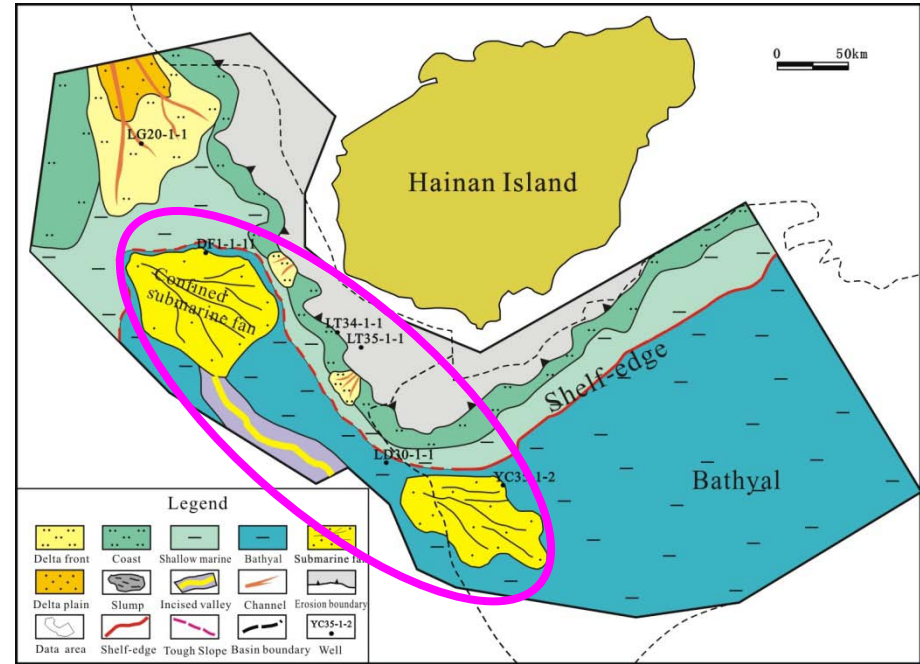 0 50km
LG20-1-1
Hainan Island
DF1-1-11
Confined
submarine fan
LT34-1-1
LT35-1-1
Shelf-edge
LD30-1-1
YC35-1-2
Bathyal
Legend
Delta front Coast Shallow marine Bathyal Submarine fan
Delta plain Slump Incised valley Channel Erosion boundary
YC35-1-2
Data area Shelf-edge Tough Slope Basin boundary Well